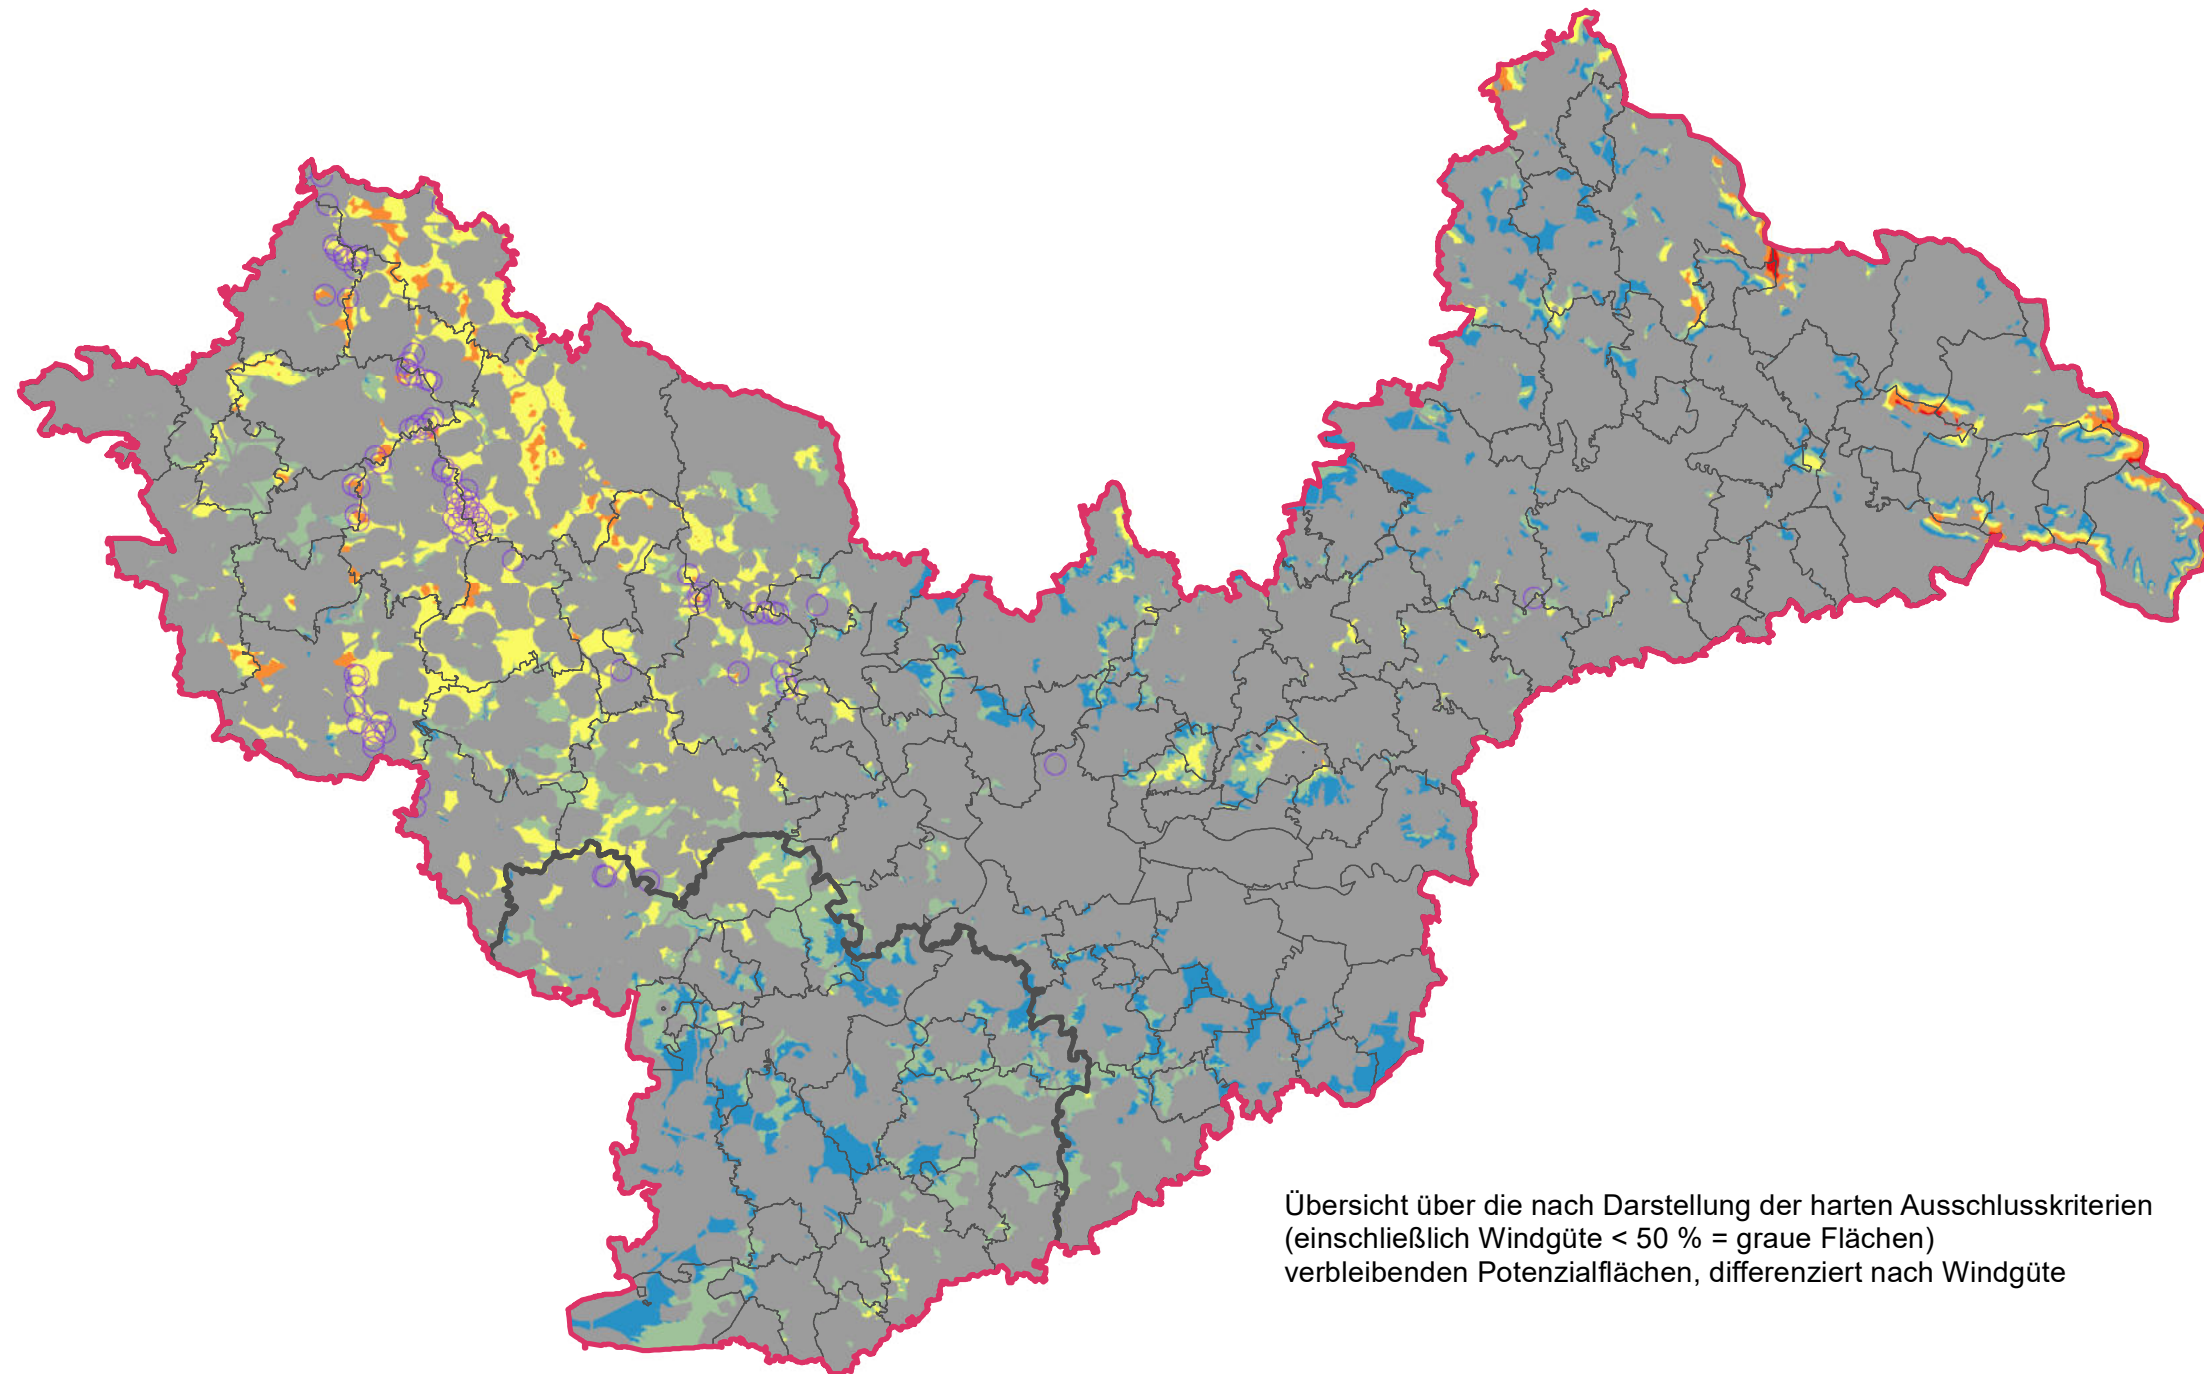 Übersicht über die nach Darstellung der harten Ausschlusskriterien
(einschließlich Windgüte < 50 % = graue Flächen)
verbleibenden Potenzialflächen, differenziert nach Windgüte